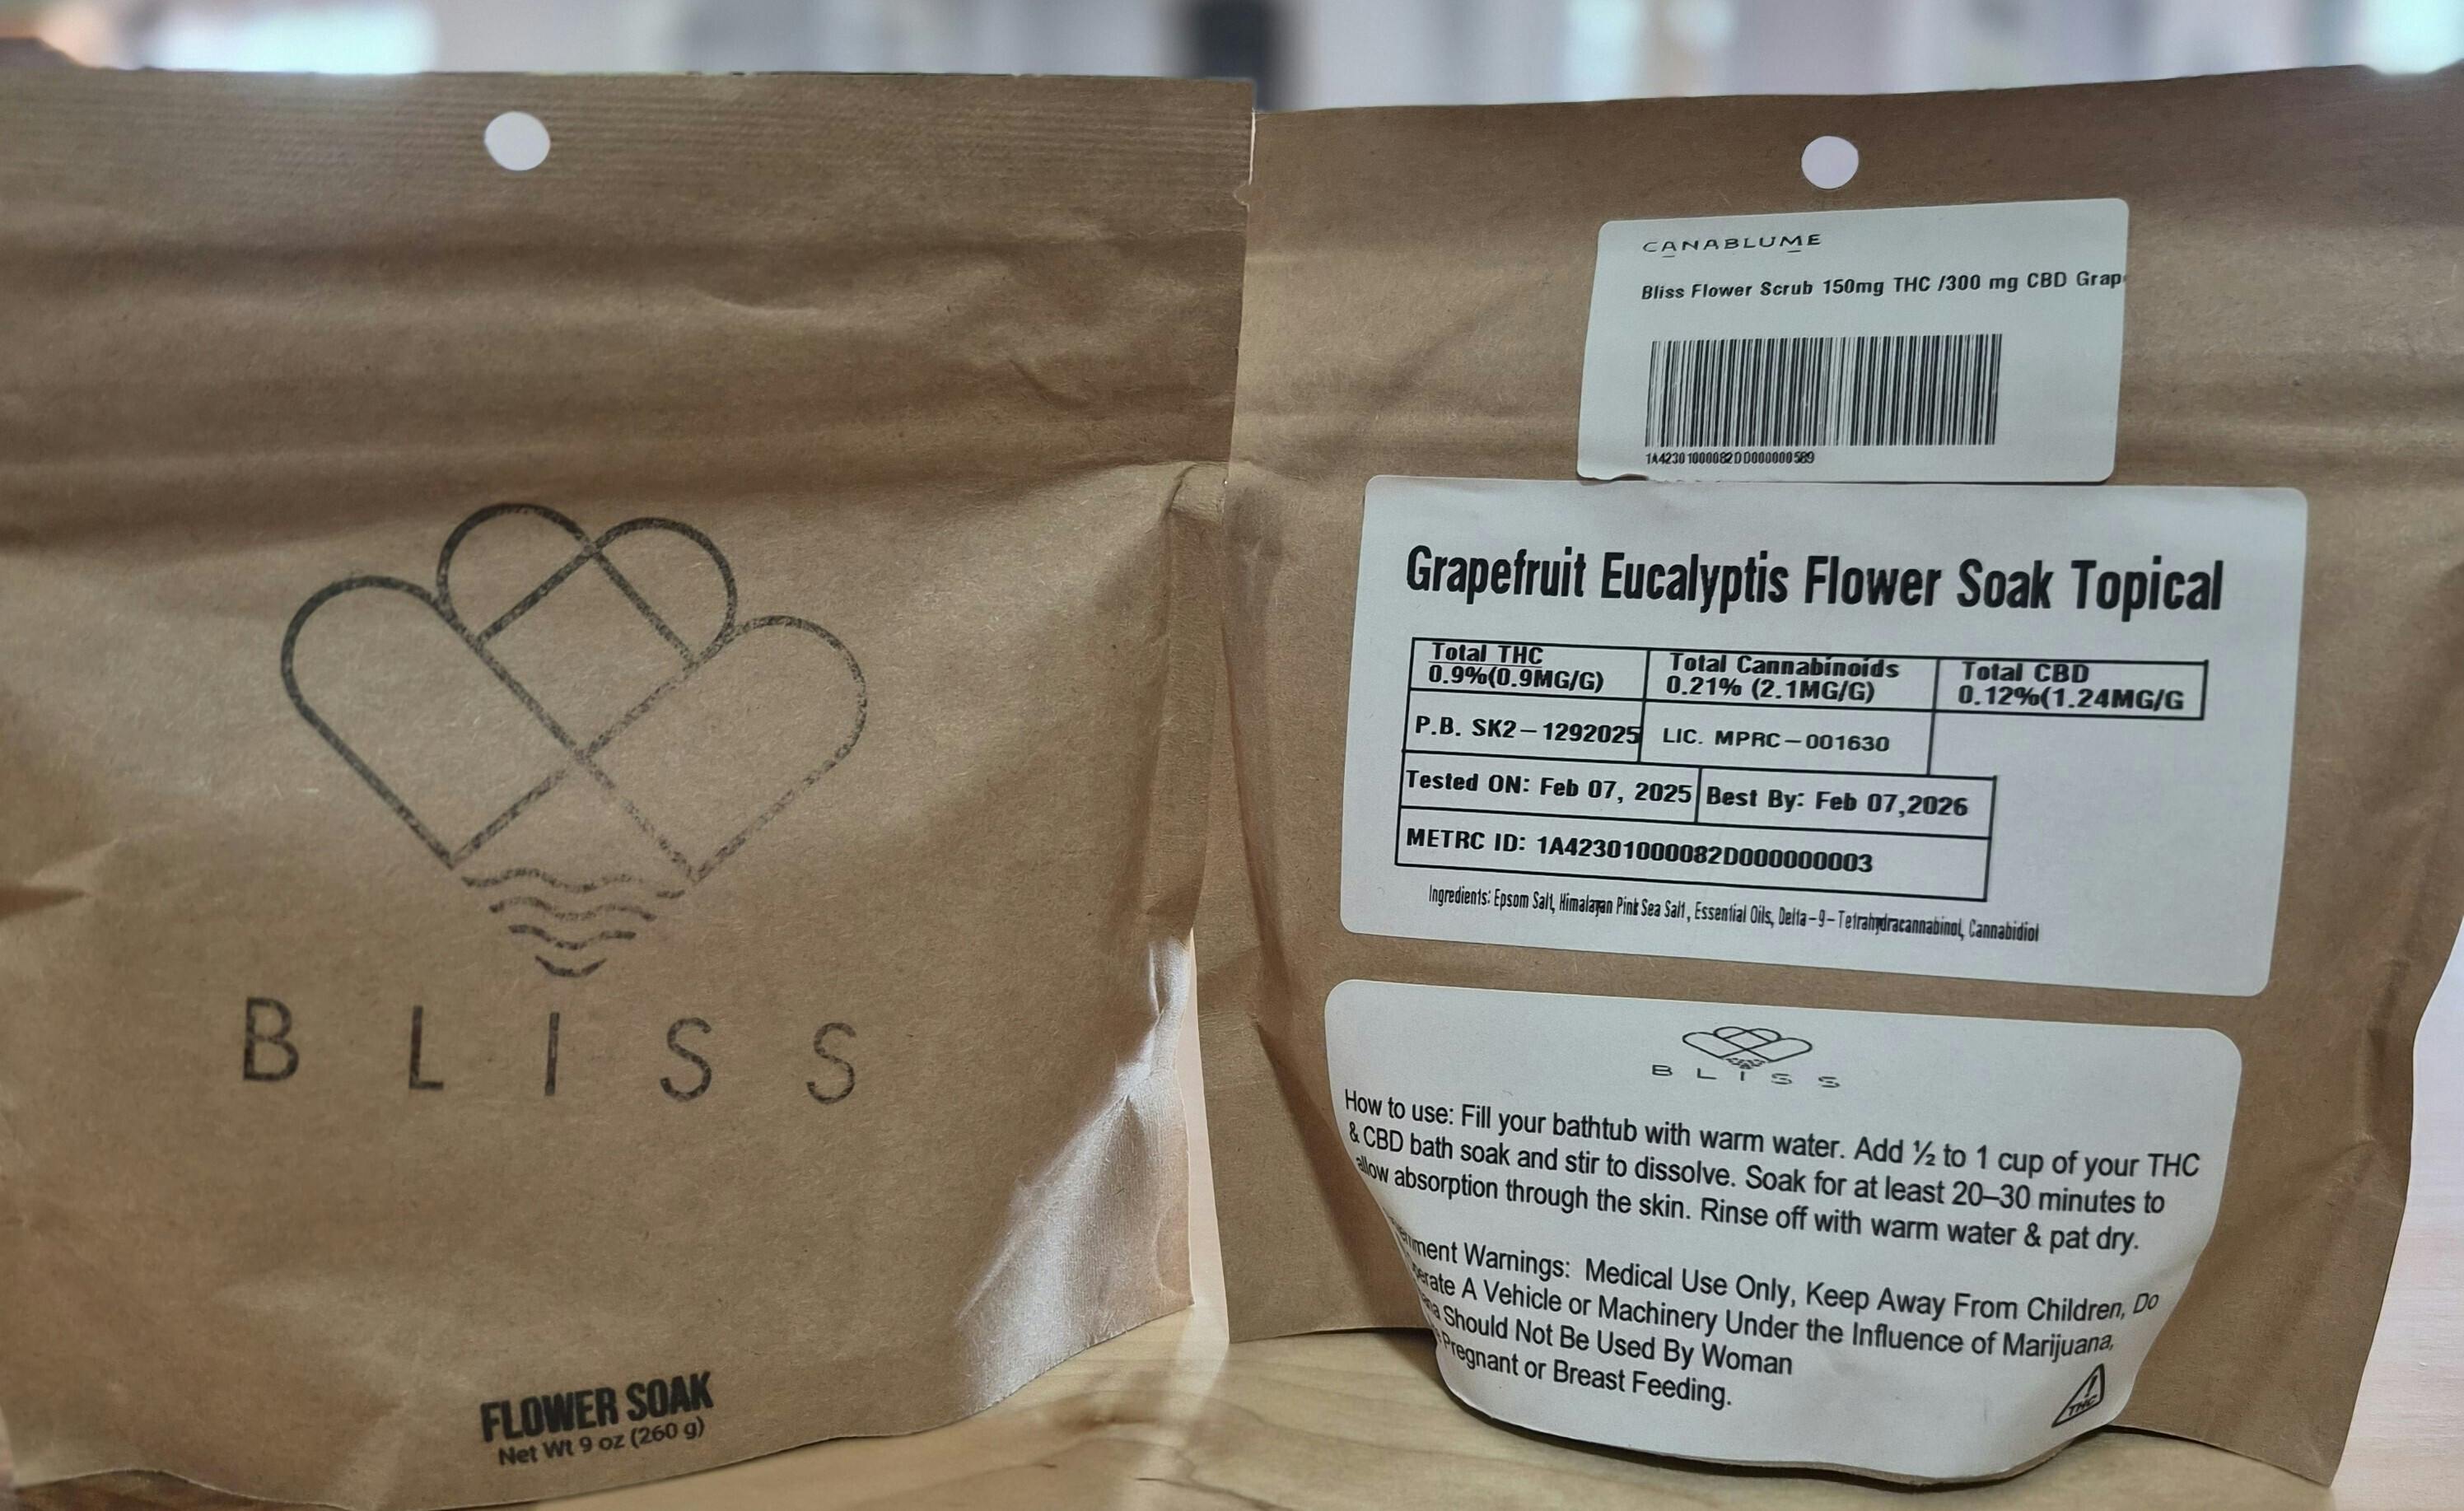 BLISS
FLOWER SOAK
Net Wt 9 oz (260 g)
CANABLUME
Bliss Flower Scrub 150mg THC /300 mg CBD Grap
1A42301000082DD000000589
Grapefruit Eucalyptis Flower Soak Topical
Total THC
0.9%(0.9MG/G)
Total Cannabinoids
0.21% (2.1MG/G)
Total CBD
0.12%(1.24MG/G
P.B. SK2-1292025
LIC. MPRC-001630
Tested ON: Feb 07, 2025
Best By: Feb 07,2026
METRC ID: 1A42301000082D000000003
Ingredients: Epsom Salt, Himalayan Pink Sea Salt, Essential Oils, Delta-9-Tetrahydracannabinol, Cannabidiol
BLISS
How to use: Fill your bathtub with warm water. Add ½ to 1 cup of your THC
& CBD bath soak and stir to dissolve. Soak for at least 20–30 minutes to
allow absorption through the skin. Rinse off with warm water & pat dry.
Warnings: Medical Use Only, Keep Away From Children, Do
A Vehicle or Machinery Under the Influence of Marijuana,
Should Not Be Used By Woman
Pregnant or Breast Feeding.
!
THC